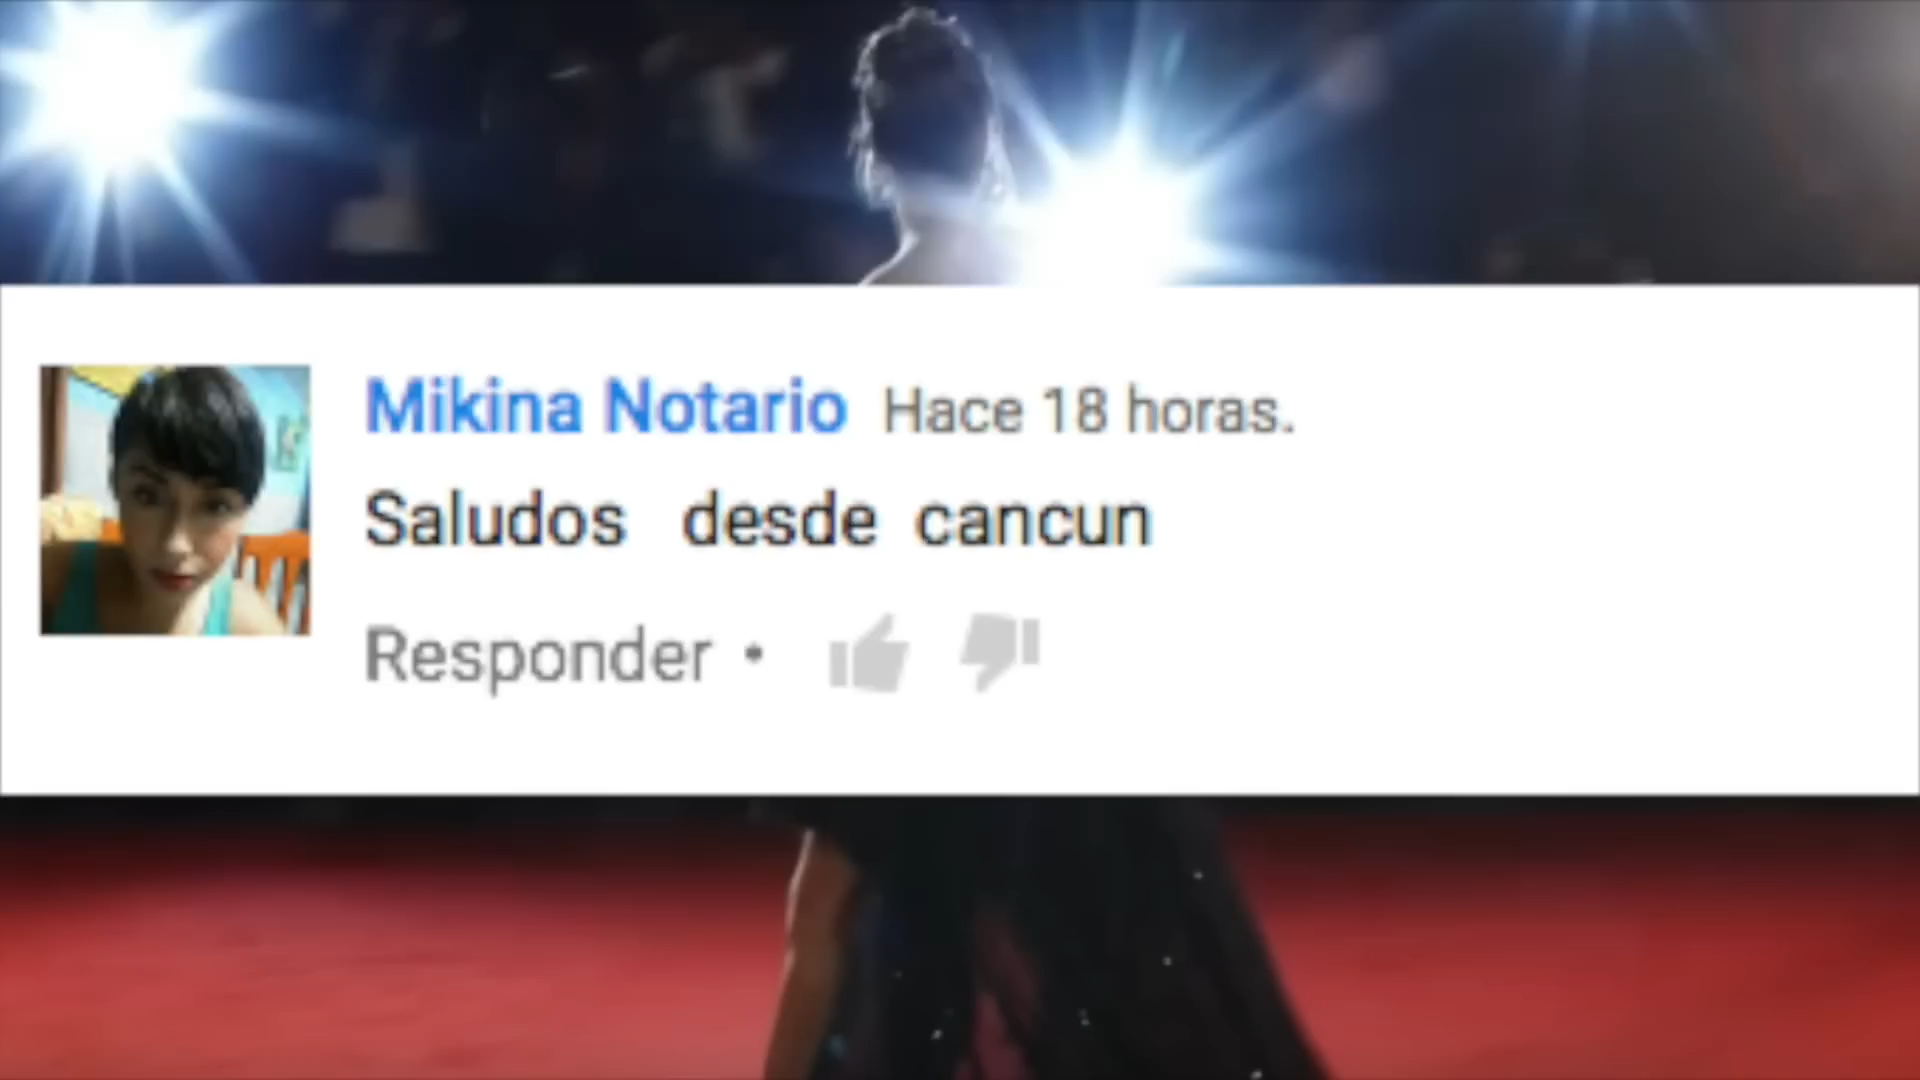 Mikina Notario Hace 18 horas.
Saludos desde cancun
Responder •